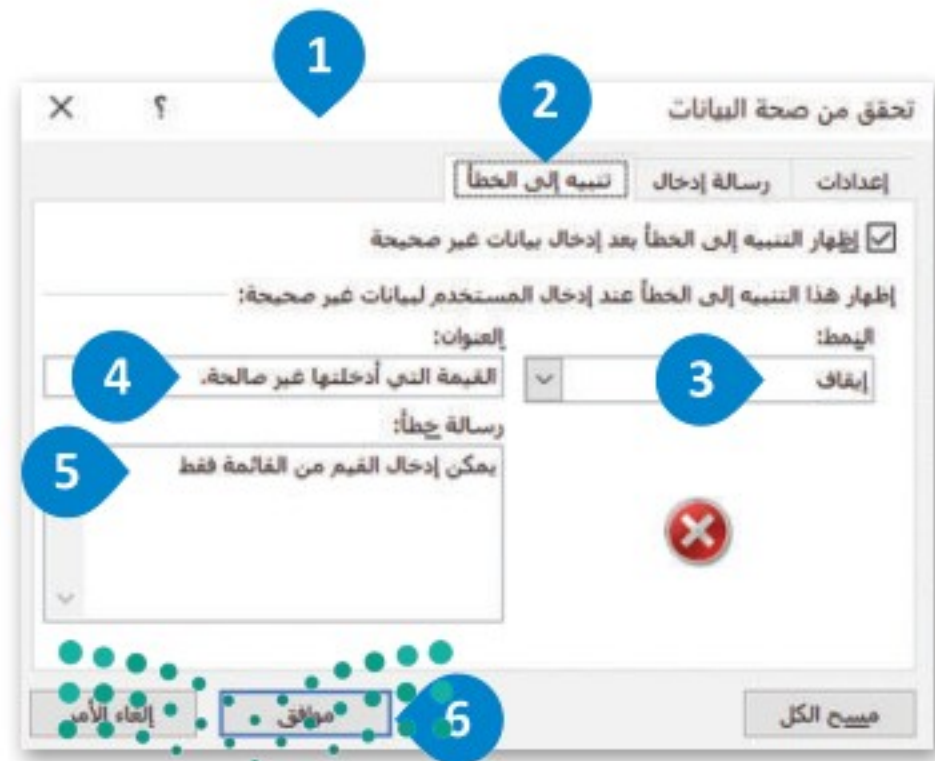 1
2
تحقق من صحة البيانات ؟ ×
إعدادات رسالة إدخال تنبيه إلى الخطأ
إظهار التنبيه إلى الخطأ بعد إدخال بيانات غير صحيحة
إظهار هذا التنبيه إلى الخطأ عند إدخال المستخدم لبيانات غير صحيحة:
النمط: العنوان:
إيقاف 3 القيمة التي أدخلتها غير صالحة. 4
رسالة خطأ:
يمكن إدخال القيم من القائمة فقط 5
مسح الكل 6 موافق إلغاء الأمر